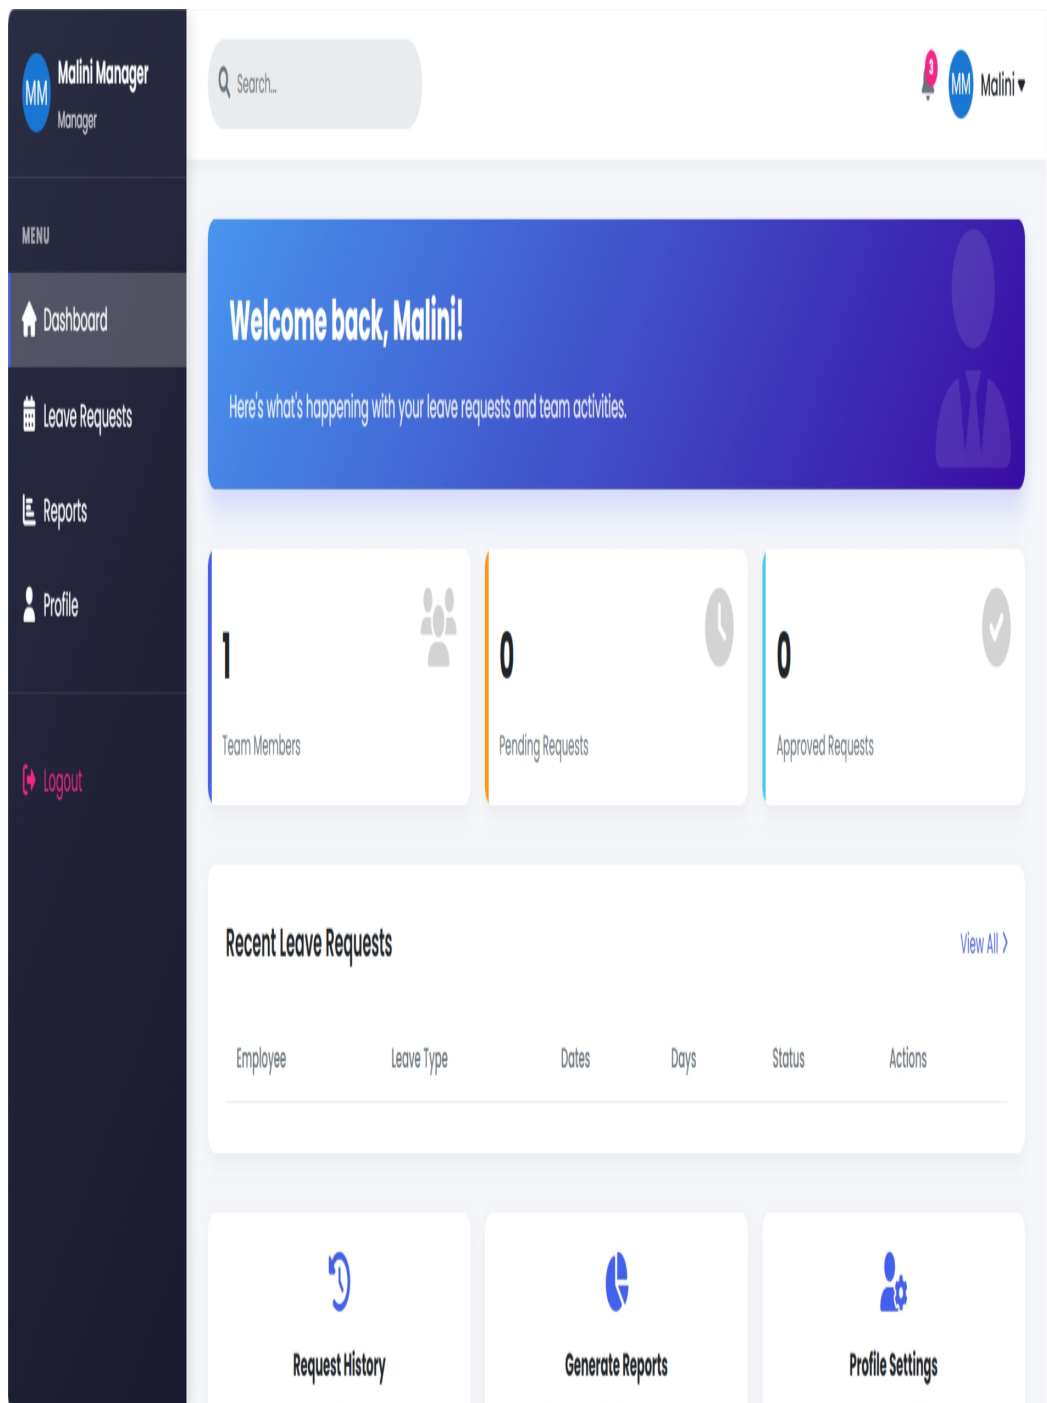 MM
Malini Manager
Manager
MENU
Dashboard
Leave Requests
Reports
Profile
Logout
Search...
3
MM
Malini
Welcome back, Malini!
Here's what's happening with your leave requests and team activities.
1
Team Members
0
Pending Requests
0
Approved Requests
Recent Leave Requests
View All
Employee Leave Type Dates Days Status Actions
Request History
Generate Reports
Profile Settings